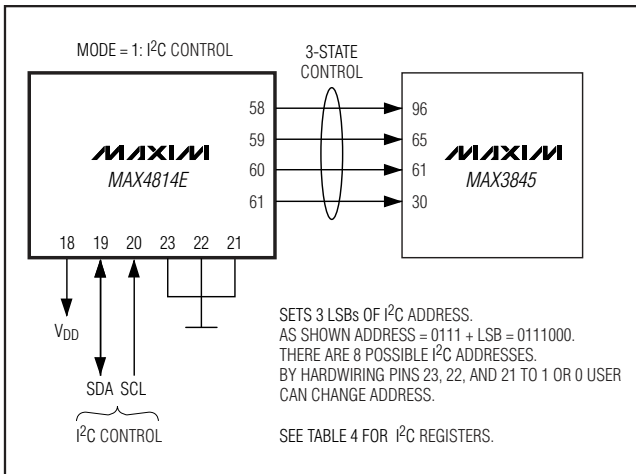 MODE = 1: I²C CONTROL
3-STATE
CONTROL
58
59
60
61
MAXIM
MAX4814E
96
65
61
30
MAXIM
MAX3845
18 19 20 23 22 21
VDD
SDA SCL
I²C CONTROL
SETS 3 LSBs OF I²C ADDRESS.
AS SHOWN ADDRESS = 0111 + LSB = 0111000.
THERE ARE 8 POSSIBLE I²C ADDRESSES.
BY HARDWIRING PINS 23, 22, AND 21 TO 1 OR 0 USER
CAN CHANGE ADDRESS.
SEE TABLE 4 FOR I²C REGISTERS.